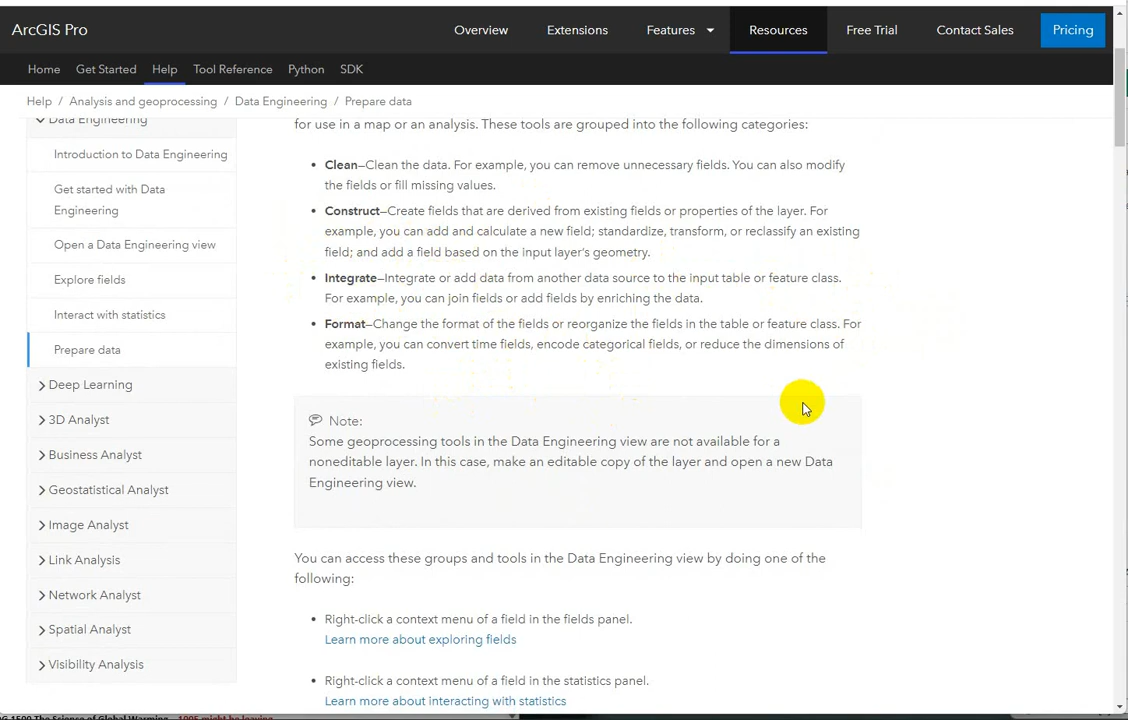 ArcGIS Pro
Overview
Extensions
Features
Resources
Free Trial
Contact Sales
Pricing
Home
Get Started
Help
Tool Reference
Python
SDK
Help / Analysis and geoprocessing / Data Engineering / Prepare data
Data Engineering
Introduction to Data Engineering
Get started with Data
Engineering
Open a Data Engineering view
Explore fields
Interact with statistics
Prepare data
Deep Learning
3D Analyst
Business Analyst
Geostatistical Analyst
Image Analyst
Link Analysis
Network Analyst
Spatial Analyst
Visibility Analysis
for use in a map or an analysis. These tools are grouped into the following categories:
• Clean—Clean the data. For example, you can remove unnecessary fields. You can also modify
the fields or fill missing values.
• Construct—Create fields that are derived from existing fields or properties of the layer. For
example, you can add and calculate a new field; standardize, transform, or reclassify an existing
field; and add a field based on the input layer's geometry.
• Integrate—Integrate or add data from another data source to the input table or feature class.
For example, you can join fields or add fields by enriching the data.
• Format—Change the format of the fields or reorganize the fields in the table or feature class. For
example, you can convert time fields, encode categorical fields, or reduce the dimensions of
existing fields.
Note:
Some geoprocessing tools in the Data Engineering view are not available for a
noneditable layer. In this case, make an editable copy of the layer and open a new Data
Engineering view.
You can access these groups and tools in the Data Engineering view by doing one of the
following:
• Right-click a context menu of a field in the fields panel.
Learn more about exploring fields
• Right-click a context menu of a field in the statistics panel.
Learn more about interacting with statistics
1500 The Science of Global Warming